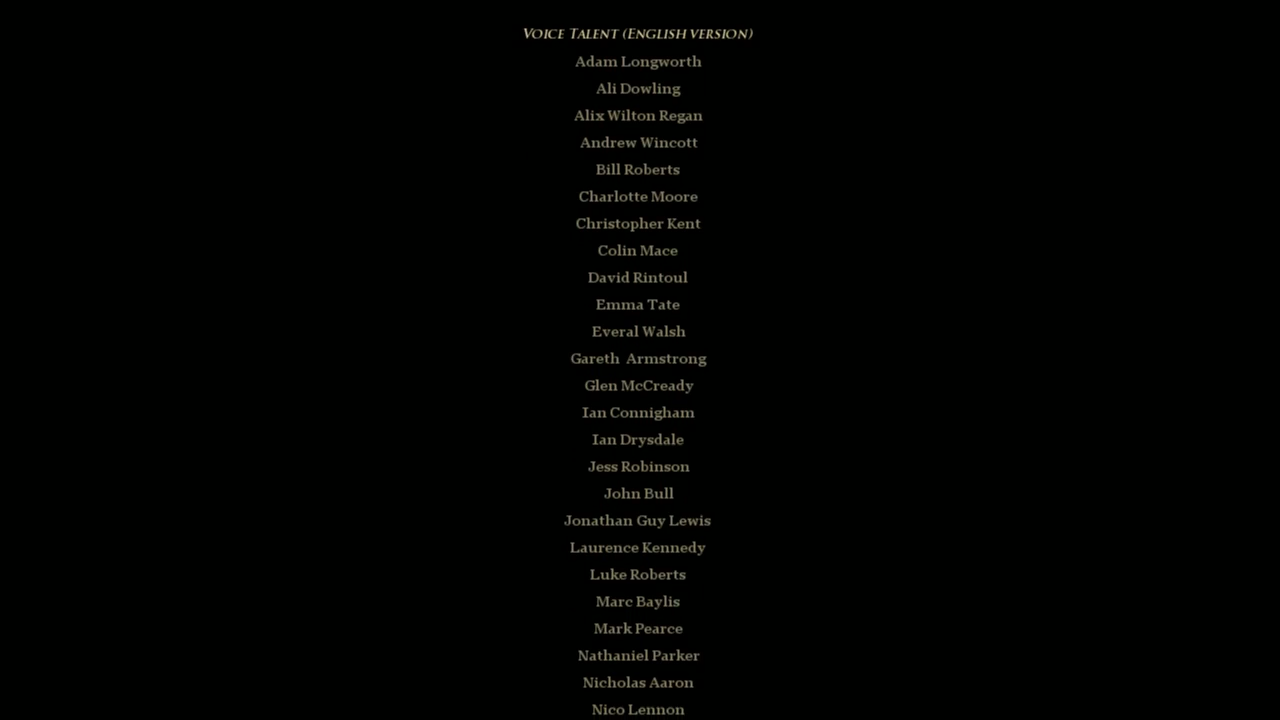 VOICE TALENT (ENGLISH VERSION)
Adam Longworth
Ali Dowling
Alix Wilton Regan
Andrew Wincott
Bill Roberts
Charlotte Moore
Christopher Kent
Colin Mace
David Rintoul
Emma Tate
Everal Walsh
Gareth  Armstrong
Glen McCready
Ian Connigham
Ian Drysdale
Jess Robinson
John Bull
Jonathan Guy Lewis
Laurence Kennedy
Luke Roberts
Marc Baylis
Mark Pearce
Nathaniel Parker
Nicholas Aaron
Nico Lennon